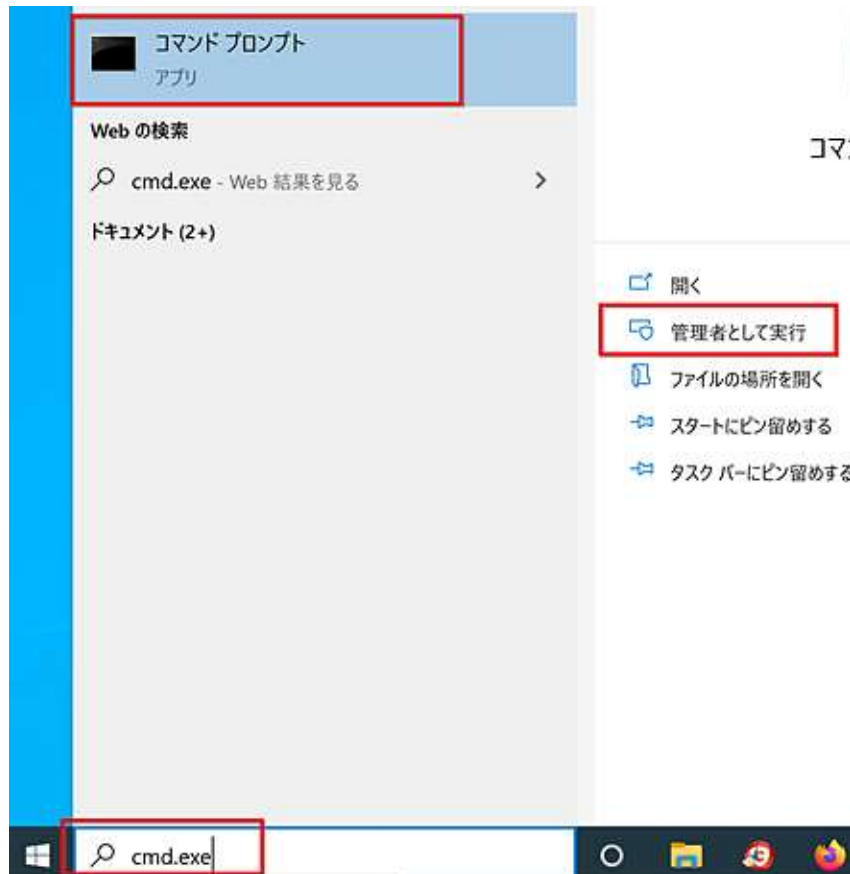 コマンド プロンプト
アプリ
Web の検索
cmd.exe - Web 結果を見る
ドキュメント (2+)
コマ
開く
管理者として実行
ファイルの場所を開く
スタートにピン留めする
タスク バーにピン留めする
cmd.exe